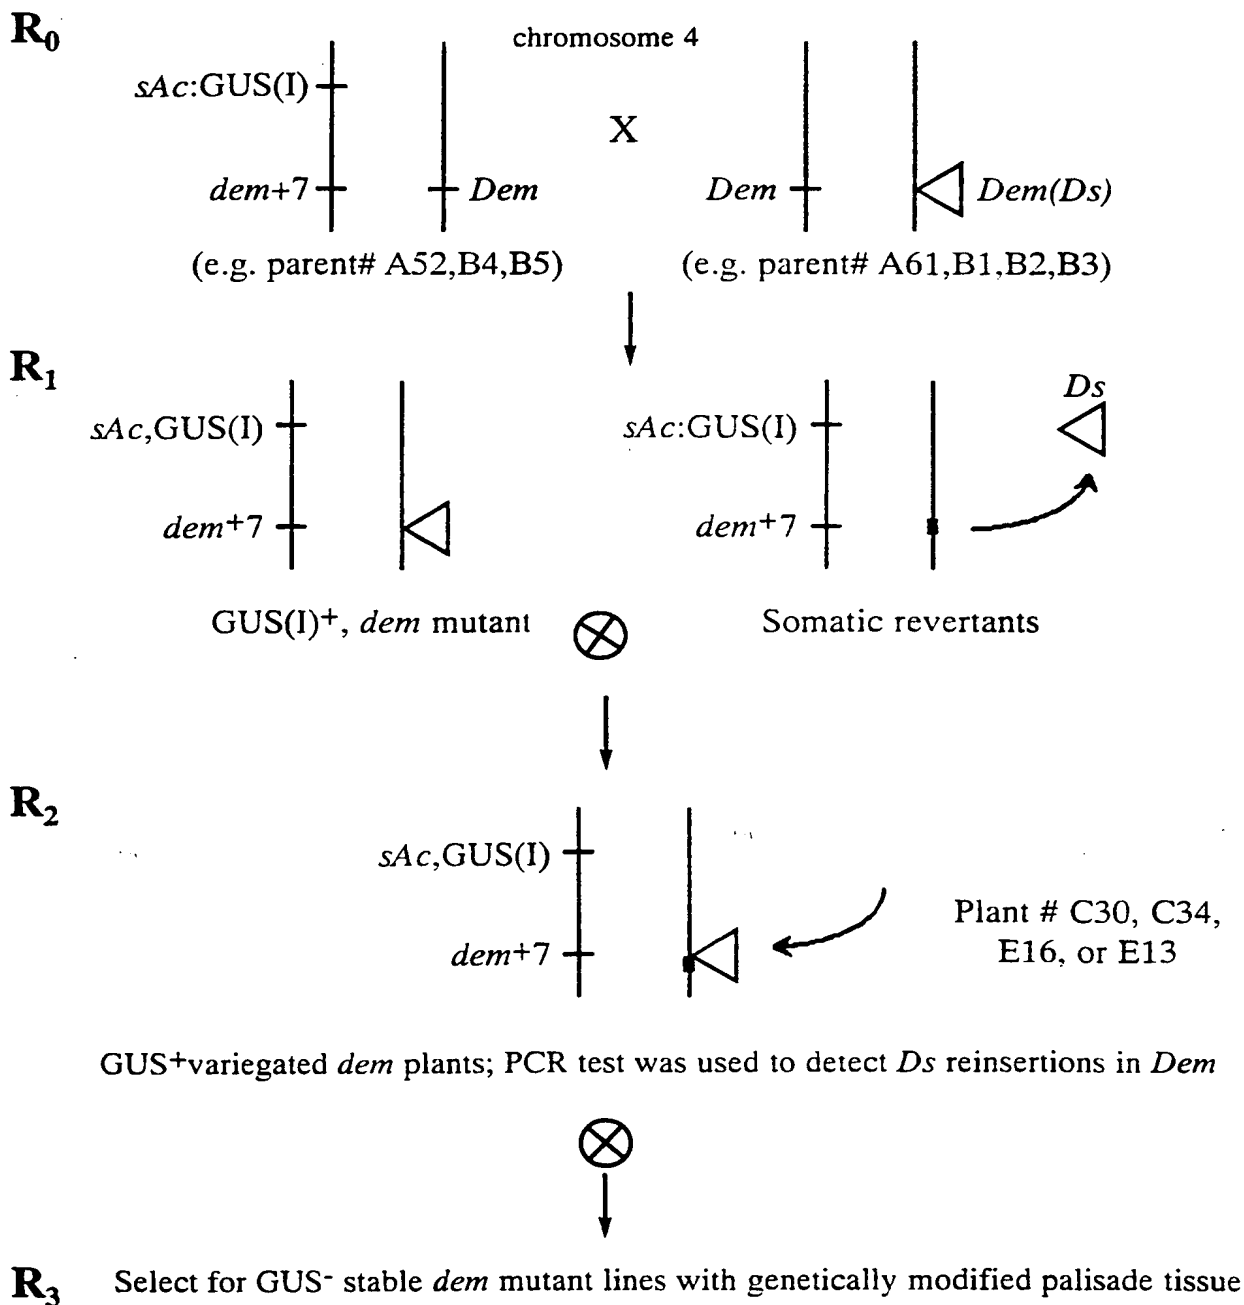 R0
chromosome 4
sAc:GUS(I)
X
dem+7
Dem
Dem
Dem(Ds)
(e.g. parent# A52,B4,B5)
(e.g. parent# A61,B1,B2,B3)
R1
Ds
sAc,GUS(I)
sAc:GUS(I)
dem+7
dem+7
GUS(I)+, dem mutant
Somatic revertants
R2
sAc,GUS(I)
Plant # C30, C34,
E16, or E13
dem+7
GUS+variegated dem plants; PCR test was used to detect Ds reinsertions in Dem
R3 Select for GUS- stable dem mutant lines with genetically modified palisade tissue